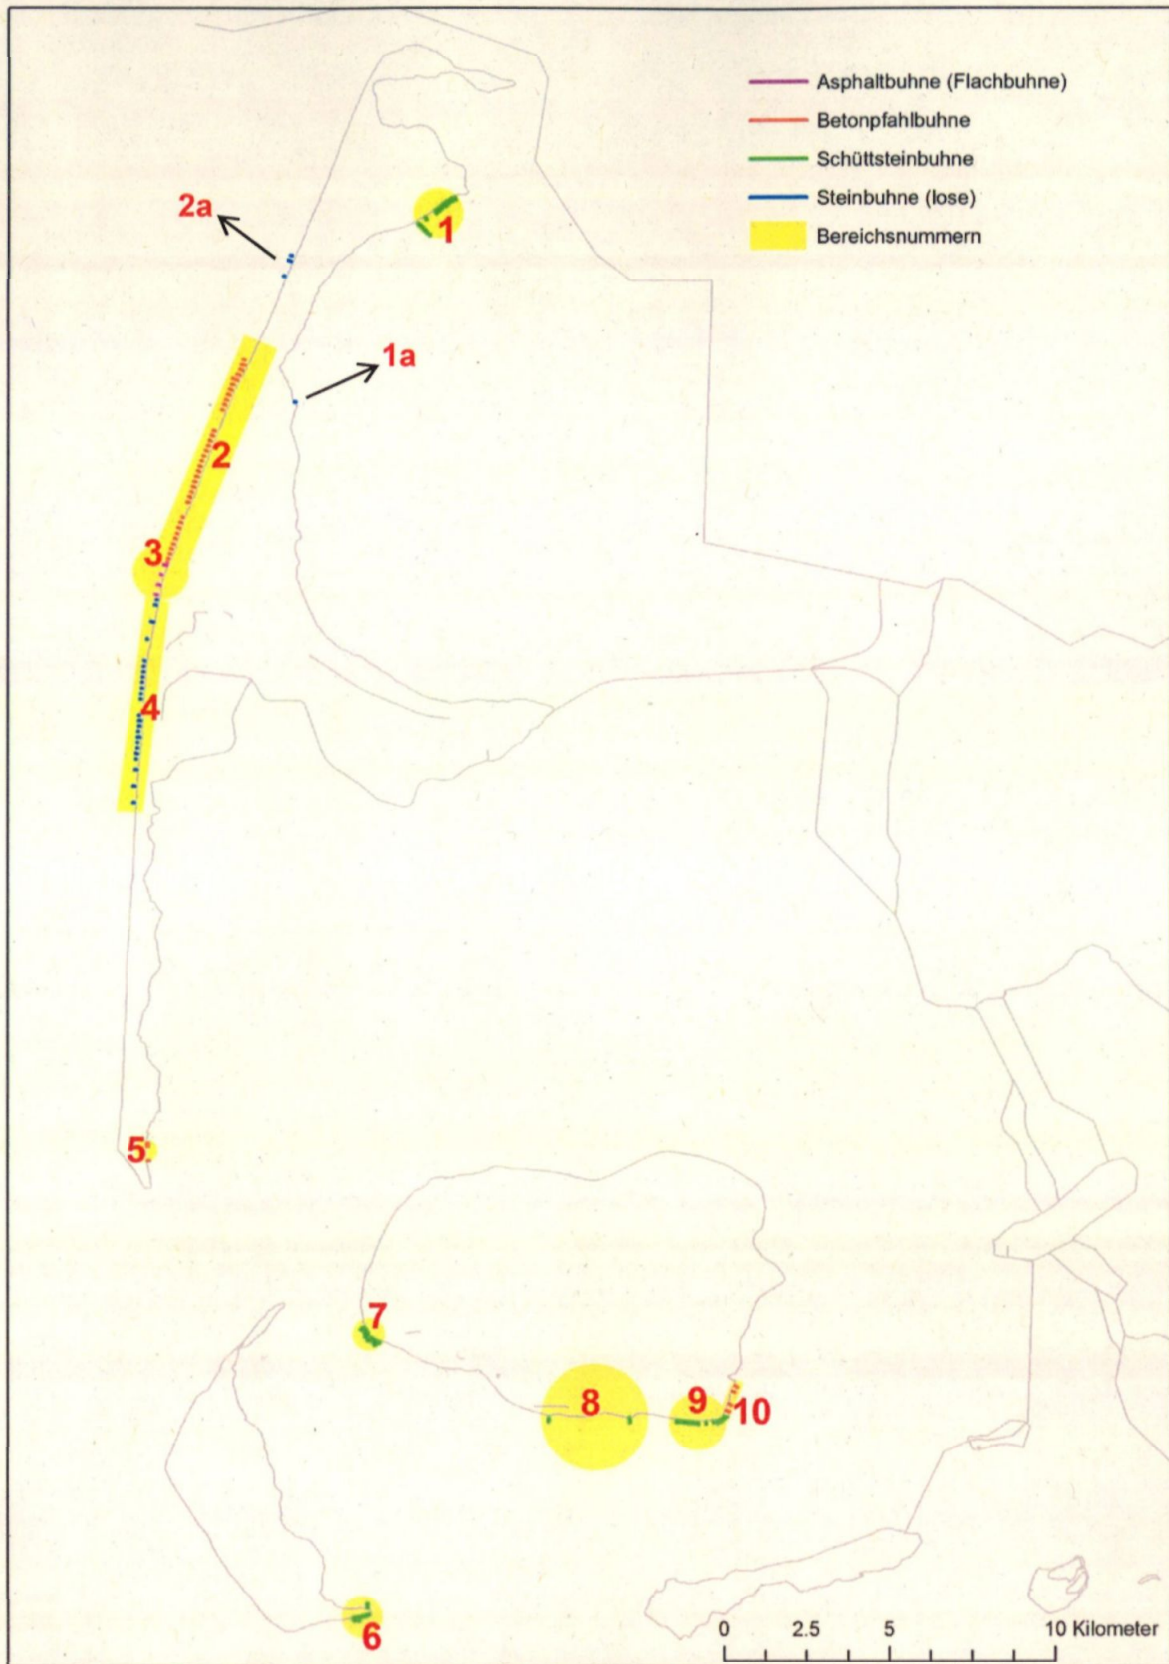 Asphaltbuhne (Flachbuhne)
Betonpfahlbuhne
Schüttsteinbuhne
Steinbuhne (lose)
Bereichsnummern
2a
1
1a
2
3
4
5
7
8
9
10
6
0 2.5 5 10 Kilometer